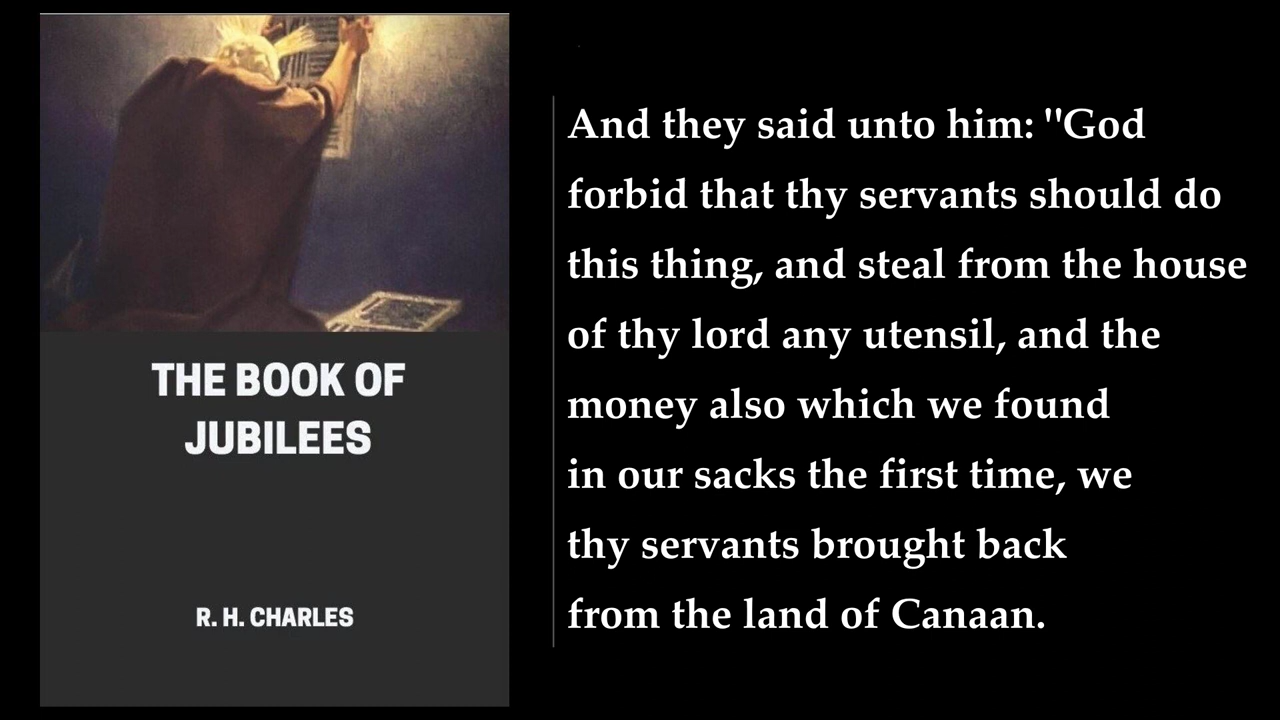 THE BOOK OF
JUBILEES
R. H. CHARLES
And they said unto him: "God
forbid that thy servants should do
this thing, and steal from the house
of thy lord any utensil, and the
money also which we found
in our sacks the first time, we
thy servants brought back
from the land of Canaan.